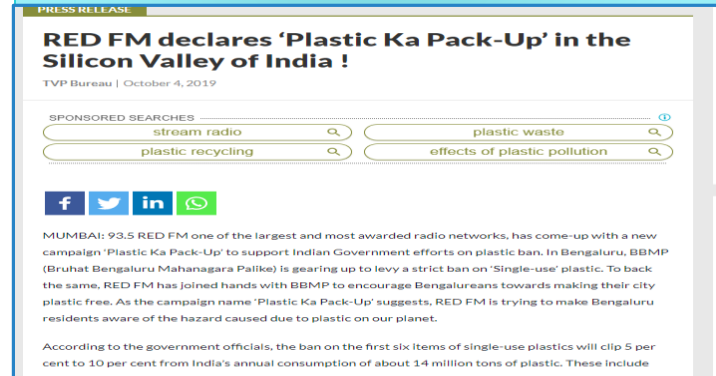 PRESS RELEASE
RED FM declares ‘Plastic Ka Pack-Up’ in the
Silicon Valley of India !
TVP Bureau | October 4, 2019
SPONSORED SEARCHES
stream radio
plastic waste
plastic recycling
effects of plastic pollution
MUMBAI: 93.5 RED FM one of the largest and most awarded radio networks, has come-up with a new
campaign 'Plastic Ka Pack-Up' to support Indian Government efforts on plastic ban. In Bengaluru, BBMP
(Bruhat Bengaluru Mahanagara Palike) is gearing up to levy a strict ban on 'Single-use' plastic. To back
the same, RED FM has joined hands with BBMP to encourage Bengalureans towards making their city
plastic free. As the campaign name 'Plastic Ka Pack-Up' suggests, RED FM is trying to make Bengaluru
residents aware of the hazard caused due to plastic on our planet.
According to the government officials, the ban on the first six items of single-use plastics will clip 5 per
cent to 10 per cent from India's annual consumption of about 14 million tons of plastic. These include